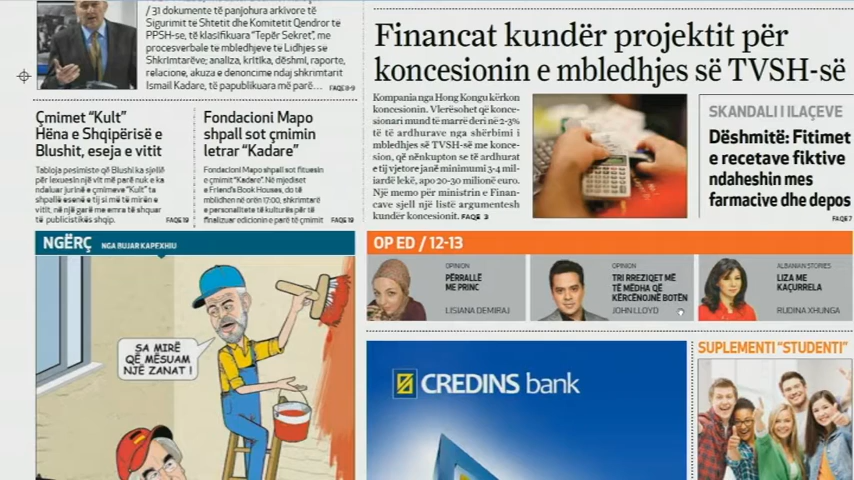 / 31 dokumente të panjohura arkivore të
Sigurimit të Shtetit dhe Komitetit Qendror të
PPSH-se, të klasifikuara "Tepër Sekret", me
procesverbale të mbledhjeve të Lidhjes së
Shkrimtarëve; analiza, kritika, dëshmi, raporte,
relacione, akuza e denoncime ndaj shkrimtarit
Ismail Kadare, të papublikuara më parë... FAQE 8-9
Çmimet "Kult"
Hëna e Shqipërisë e
Blushit, eseja e vitit
Tabloja pesimiste që Blushi ka sjellë
për lexuesin një vit më parë nuk e ka
ndaluar jurinë e çmimeve "Kult" ta
shpallë esenë e tij si më të mirën e
vitit, në një garë me emra të shquar
të publicistikës shqip. FAQE 19
Fondacioni Mapo
shpall sot çmimin
letrar "Kadare"
Fondacioni Mapo shpall sot fituesin
e çmimit "Kadare". Në mjediset
e Friend's Book Houses, do të
mblidhen në orën 17:00, shkrimtarë
e personalitete të kulturës për të
finalizuar edicionin e parë të çmimit FAQE 19
Financat kundër projektit për
koncesionin e mbledhjes së TVSH-së
Kompania nga Hong Kongu kërkon
koncesionin. Vlerësohet që konce-
sionari mund të marrë deri në 2-3%
të të ardhurave nga shërbimi i
mbledhjes së TVSH-së me konce-
sion, që nënkupton se të ardhurat
e tij vjetore janë minimumi 3-4 mil-
iardë lekë, apo 20-30 milionë euro.
Një memo për ministrin e Finan-
cave sjell një listë argumentesh
kundër koncesionit. FAQE 3
SKANDALI I ILAÇEVE
Dëshmitë: Fitimet
e recetave fiktive
ndaheshin mes
farmacive dhe depos
FAQE 7
NGËRÇ NGA BUJAR KAPEXHIU
SA MIRË
QË MËSUAM
NJË ZANAT !
OP ED / 12-13
OPINION
PËRRALLË
ME PRINC
LISIANA DEMIRAJ
OPINION
TRI RREZIQET MË
TË MËDHA QË
KËRCËNOJNË BOTËN
JOHN LLOYD
ALBANIAN STORIES
LIZA ME
KAÇURRELA
RUDINA XHUNGA
CREDINS bank
SUPLEMENTI "STUDENTI"